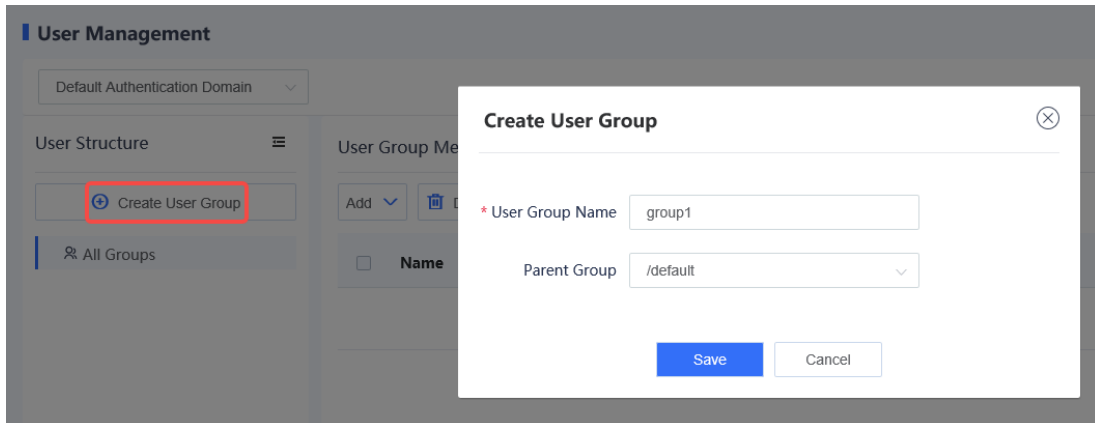 User Management
Default Authentication Domain
User Structure
Create User Group
All Groups
User Group Me
Add
Name
Create User Group
* User Group Name
group1
Parent Group
/default
Save
Cancel